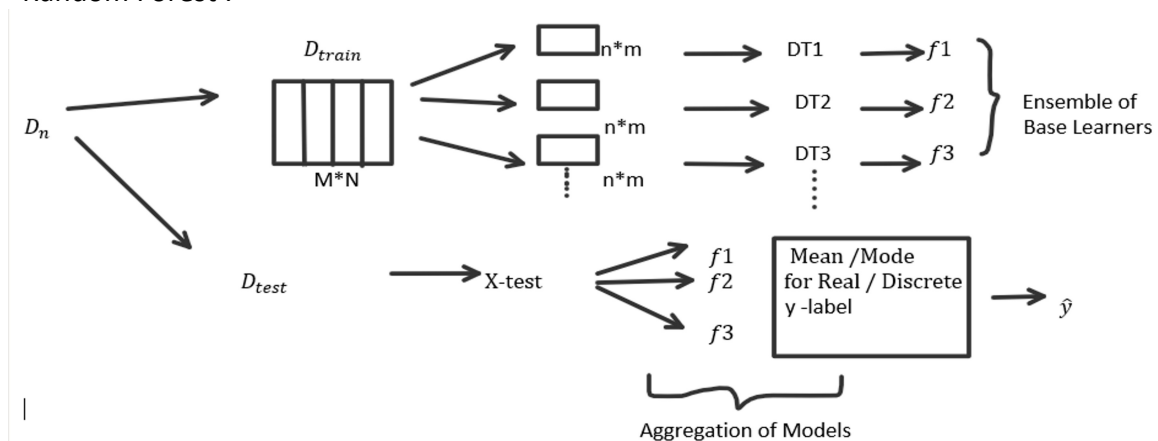 Random Forest :
D_train
n*m
DT1
f1
DT2
f2
n*m
Ensemble of
Base Learners
D_n
DT3
f3
M*N
n*m
D_test
X-test
f1
f2
f3
Mean /Mode
for Real / Discrete
y -label
ŷ
Aggregation of Models